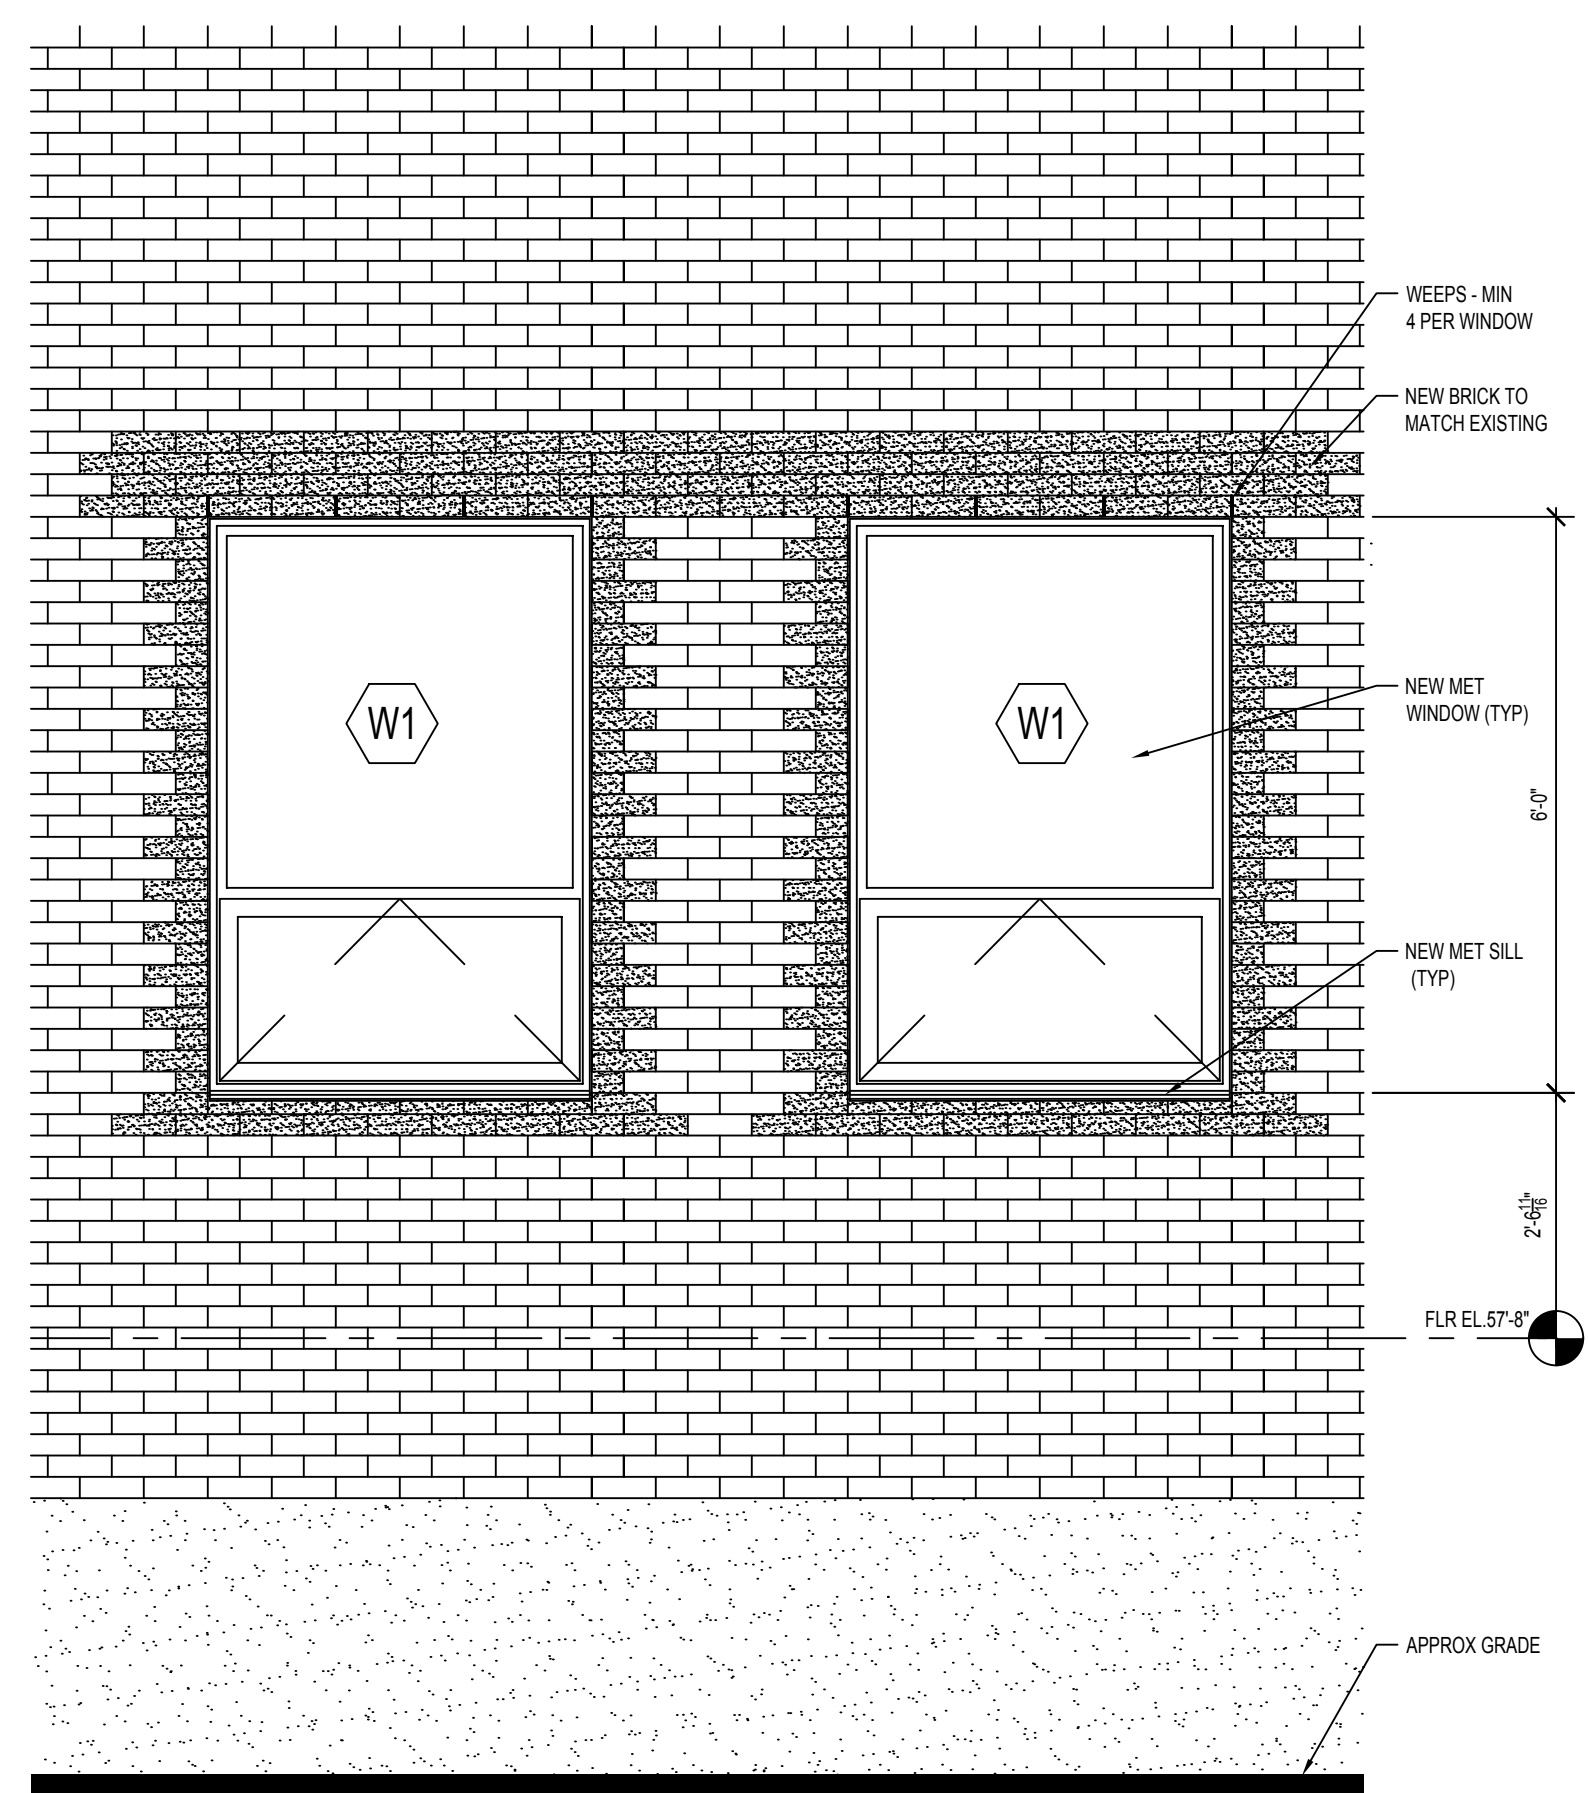 WEEPS - MIN
4 PER WINDOW
NEW BRICK TO
MATCH EXISTING
W1
W1
NEW MET
WINDOW (TYP)
6'-0"
NEW MET SILL
(TYP)
2'-6 11/16"
FLR EL.57'-8"
APPROX GRADE